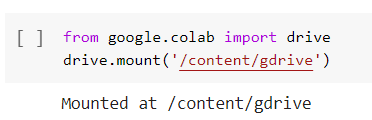 [ ] from google.colab import drive
drive.mount('/content/gdrive')
Mounted at /content/gdrive